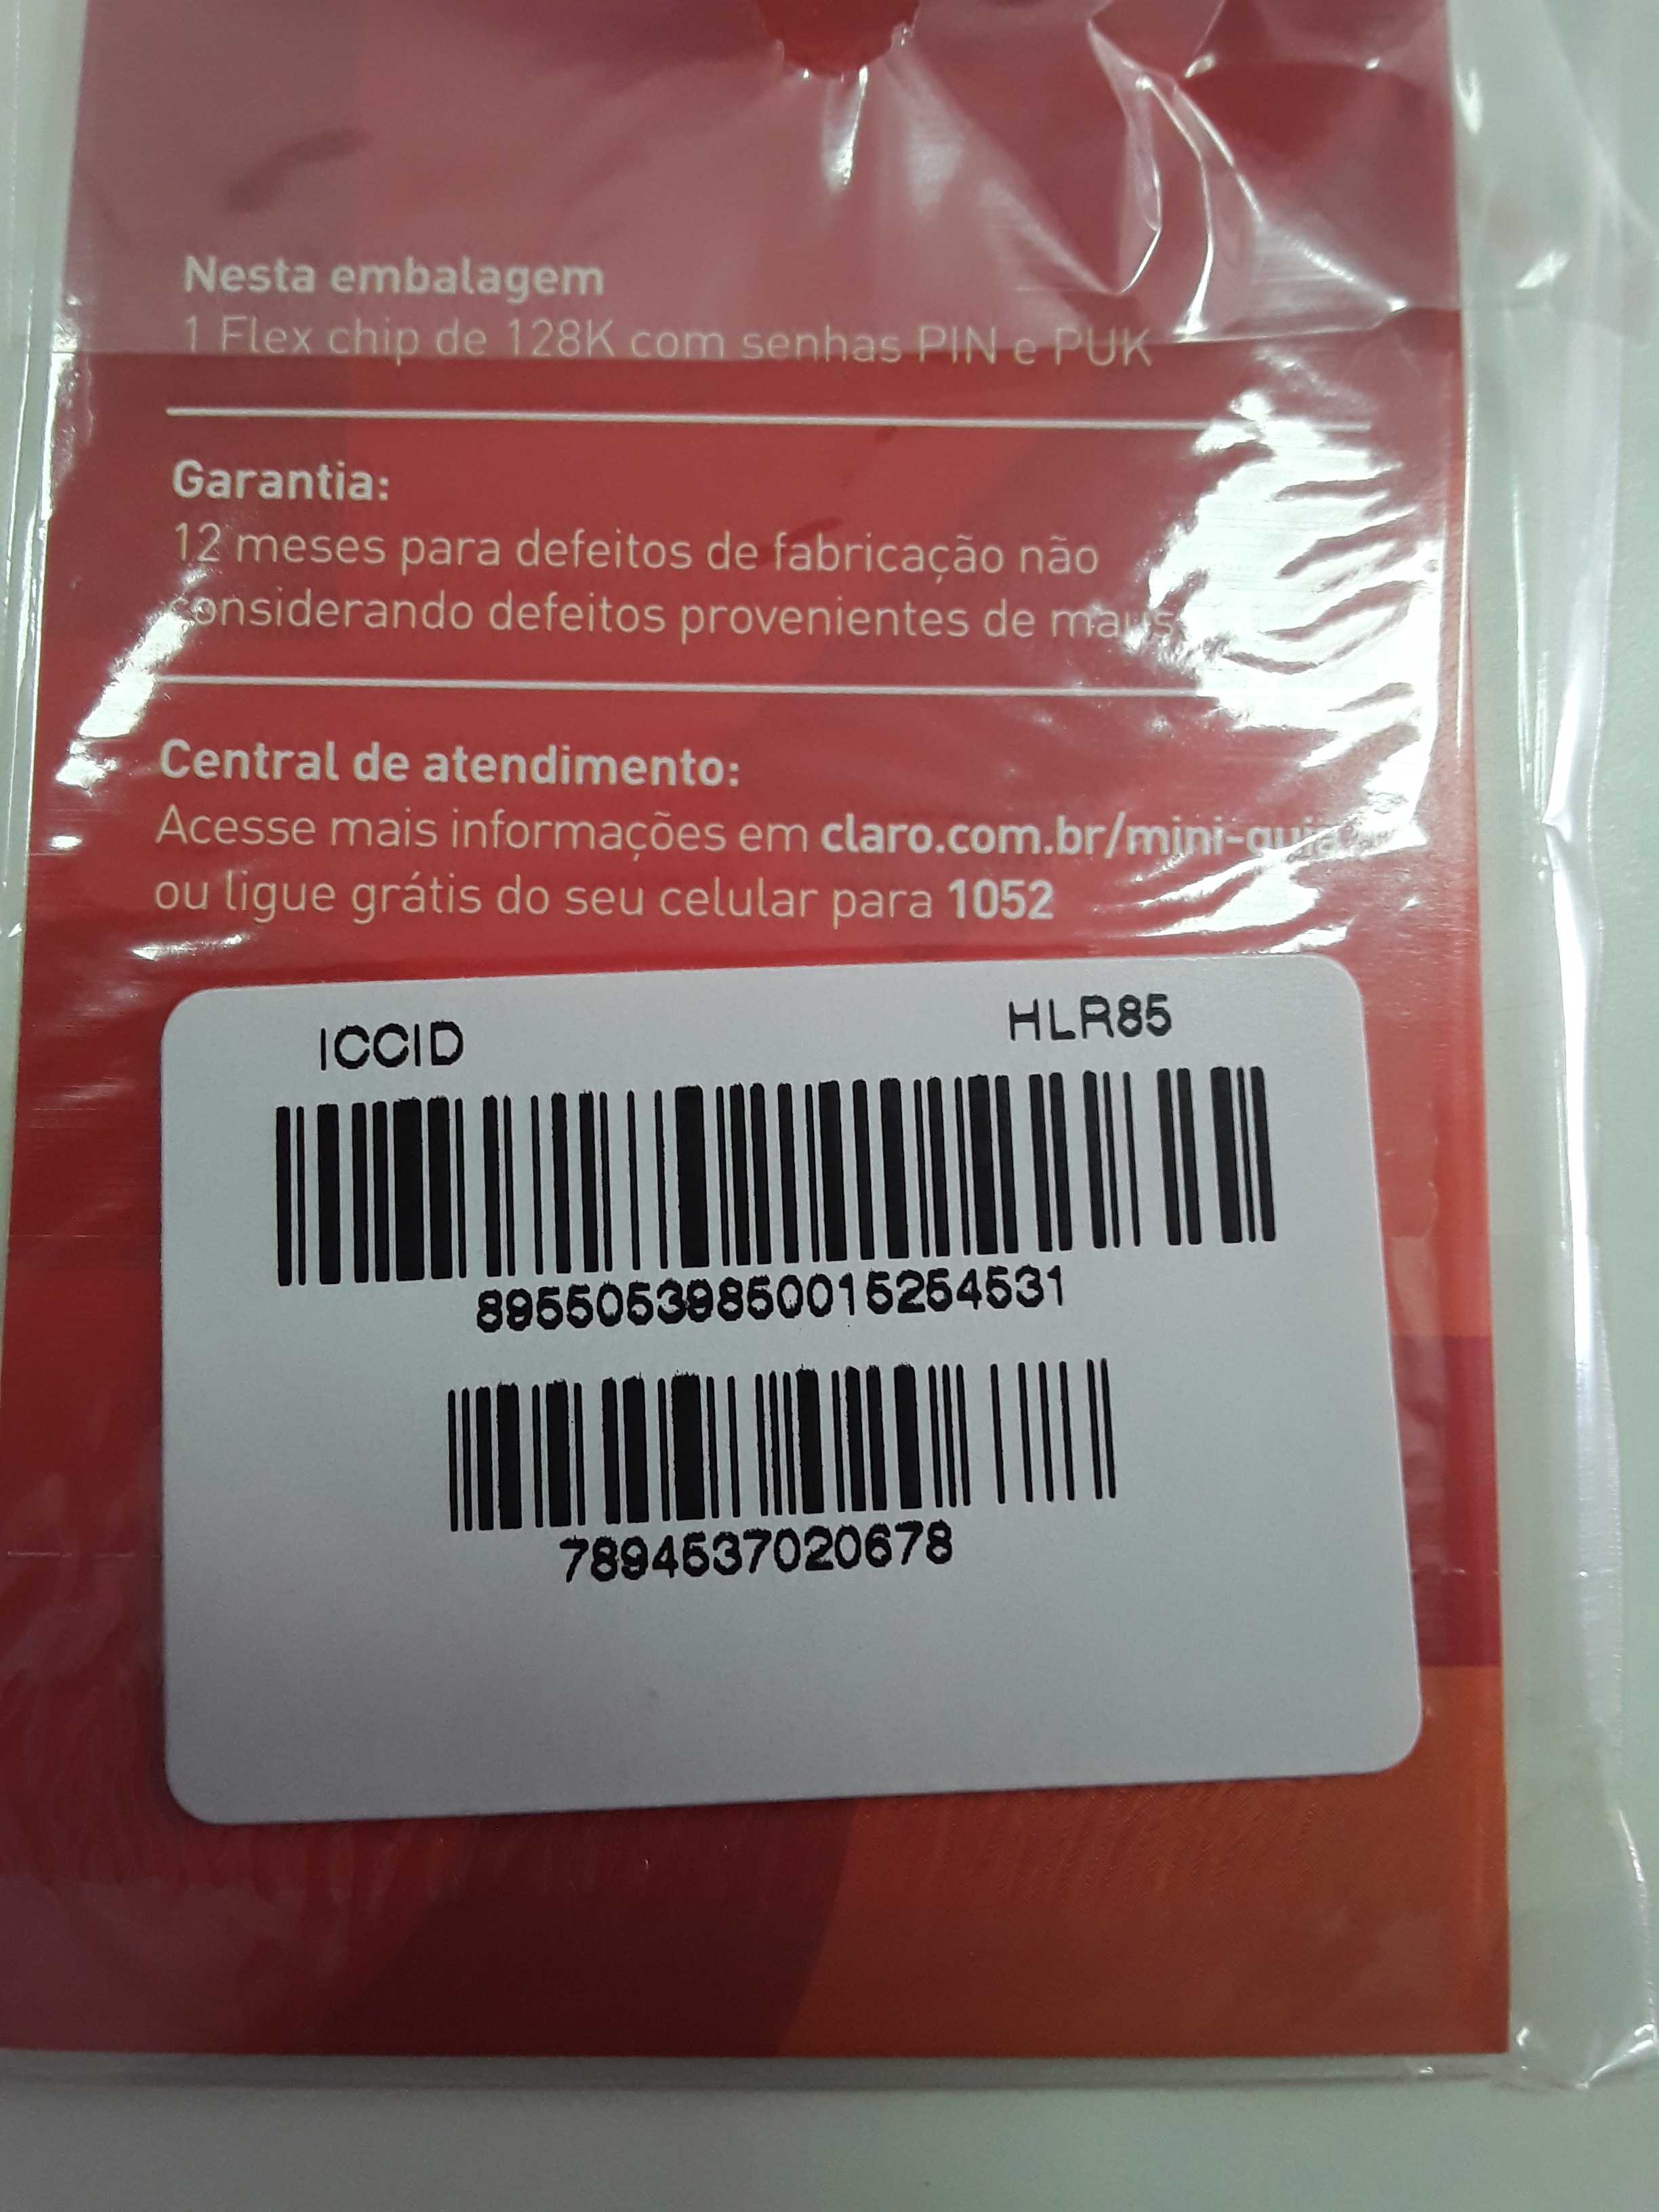 Nesta embalagem
1 Flex chip de 128K com senhas PIN e PUK
Garantia:
12 meses para defeitos de fabricação não
considerando defeitos provenientes de maus
Central de atendimento:
Acesse mais informações em claro.com.br/mini-guia
ou ligue grátis do seu celular para 1052
ICCID
HLR85
89550539850015254531
7894537020678